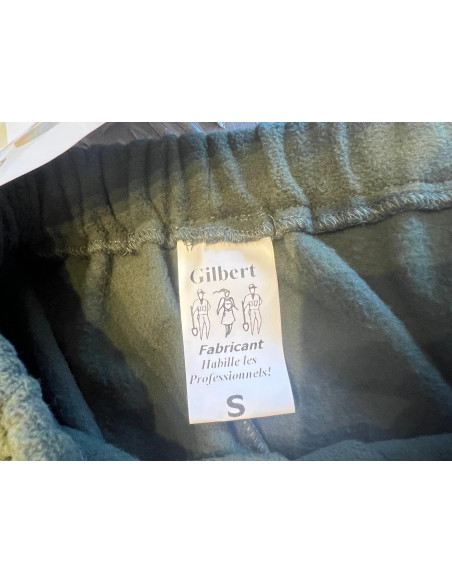 Gilbert
Fabricant
Habille les
Professionnels!
S